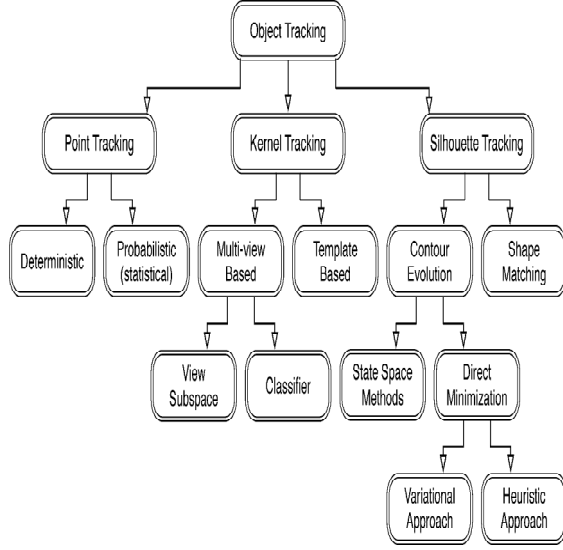 Object Tracking
Point Tracking
Kernel Tracking
Silhouette Tracking
Deterministic
Probabilistic
(statistical)
Multi-view
Based
Template
Based
Contour
Evolution
Shape
Matching
View
Subspace
Classifier
State Space
Methods
Direct
Minimization
Variational
Approach
Heuristic
Approach